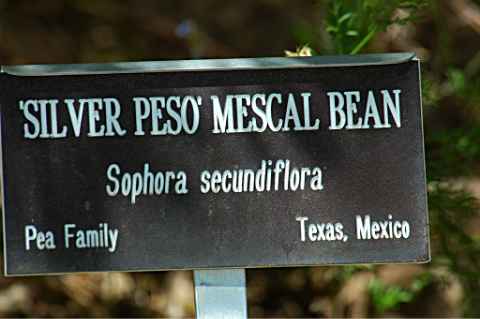 'SILVER PESO' MESCAL BEAN
Sophora secundiflora
Pea Family
Texas, Mexico